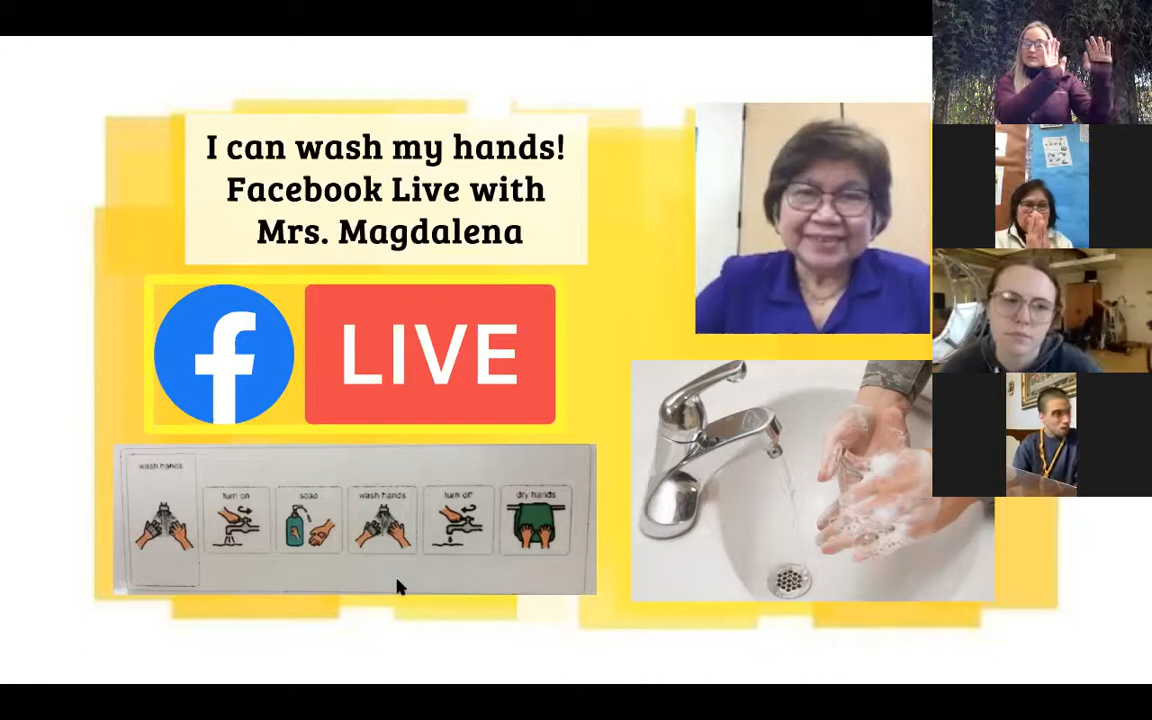 I can wash my hands!
Facebook Live with
Mrs. Magdalena
f LIVE
wash hands
turn on
soap
wash hands
turn off
dry hands